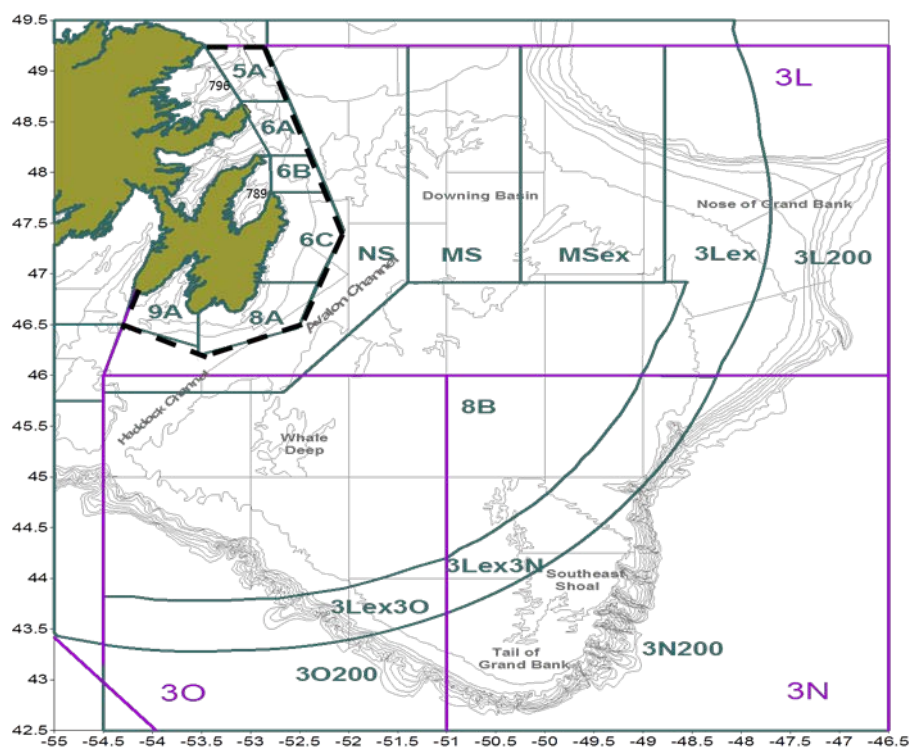 49.5
49
48.5
48
47.5
47
46.5
46
45.5
45
44.5
44
43.5
43
42.5
5A
796
6A
6B
789
6C
9A
8A
NS
MS
MSex
3Lex
3L
3L200
Downing Basin
Nose of Grand Bank
Avalon Channel
Haddock Channel
Whale
Deep
8B
3Lex3N
Southeast
Shoal
3Lex3O
Tail of
Grand Bank
3O200
3N200
3O
3N
-55 -54.5 -54 -53.5 -53 -52.5 -52 -51.5 -51 -50.5 -50 -49.5 -49 -48.5 -48 -47.5 -47 -46.5